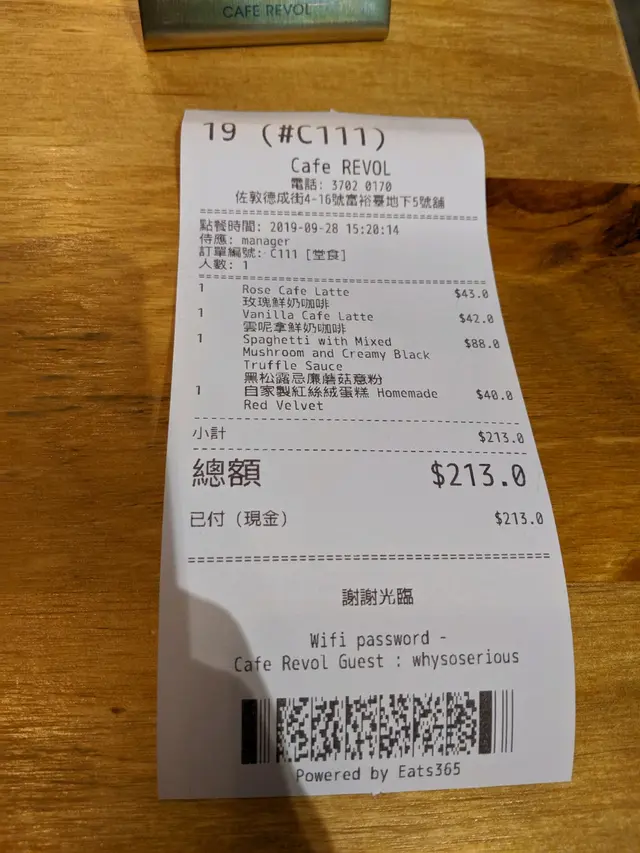 CAFE REVOL
19 (#C111)
Cafe REVOL
電話: 3702 0170
佐敦德成街4-16號富裕臺地下5號舖
點餐時間: 2019-09-28 15:20:14
侍應: manager
訂單編號: C111 [堂食]
人數: 1
1 Rose Cafe Latte $43.0
玫瑰鮮奶咖啡
1 Vanilla Cafe Latte $42.0
雲呢拿鮮奶咖啡
1 Spaghetti with Mixed $88.0
Mushroom and Creamy Black
Truffle Sauce
黑松露忌廉蘑菇意粉
1 自家製紅絲絨蛋糕 Homemade $40.0
Red Velvet
小計 $213.0
總額 $213.0
已付 (現金) $213.0
謝謝光臨
Wifi password -
Cafe Revol Guest : whysoserious
Powered by Eats365